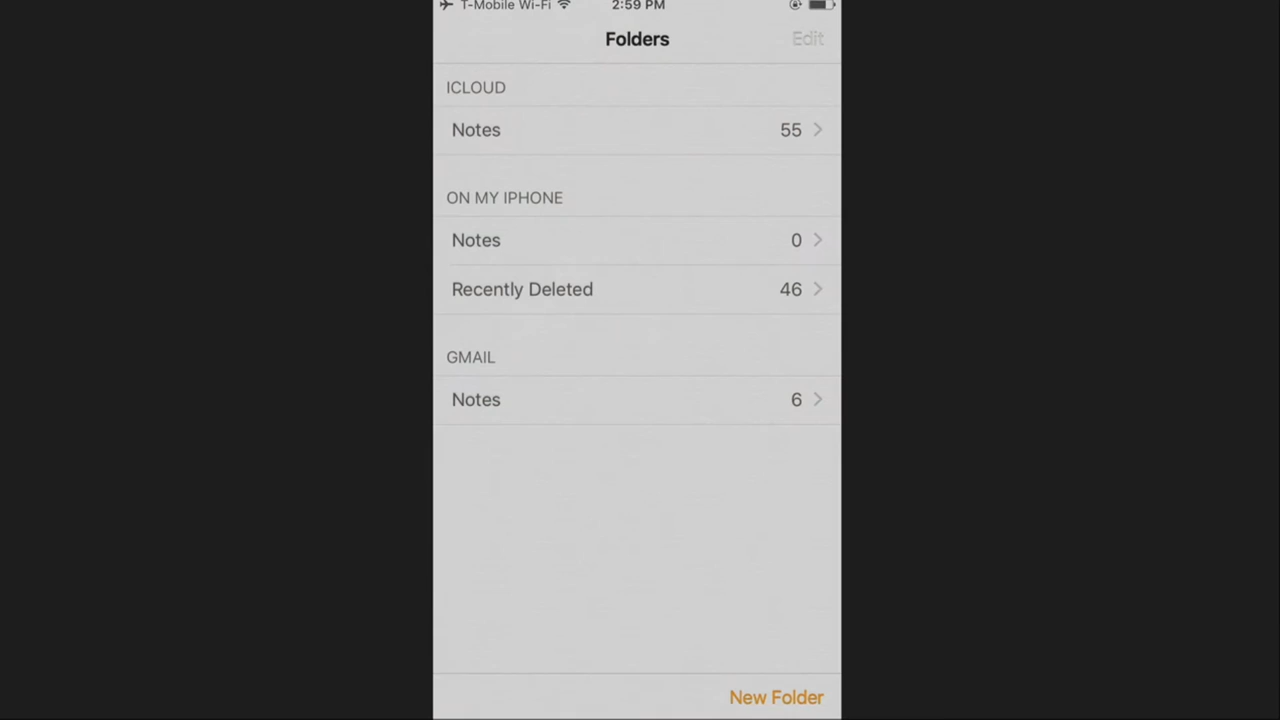 T-Mobile Wi-Fi 2:59 PM
Folders Edit
ICLOUD
Notes 55
ON MY IPHONE
Notes 0
Recently Deleted 46
GMAIL
Notes 6
New Folder